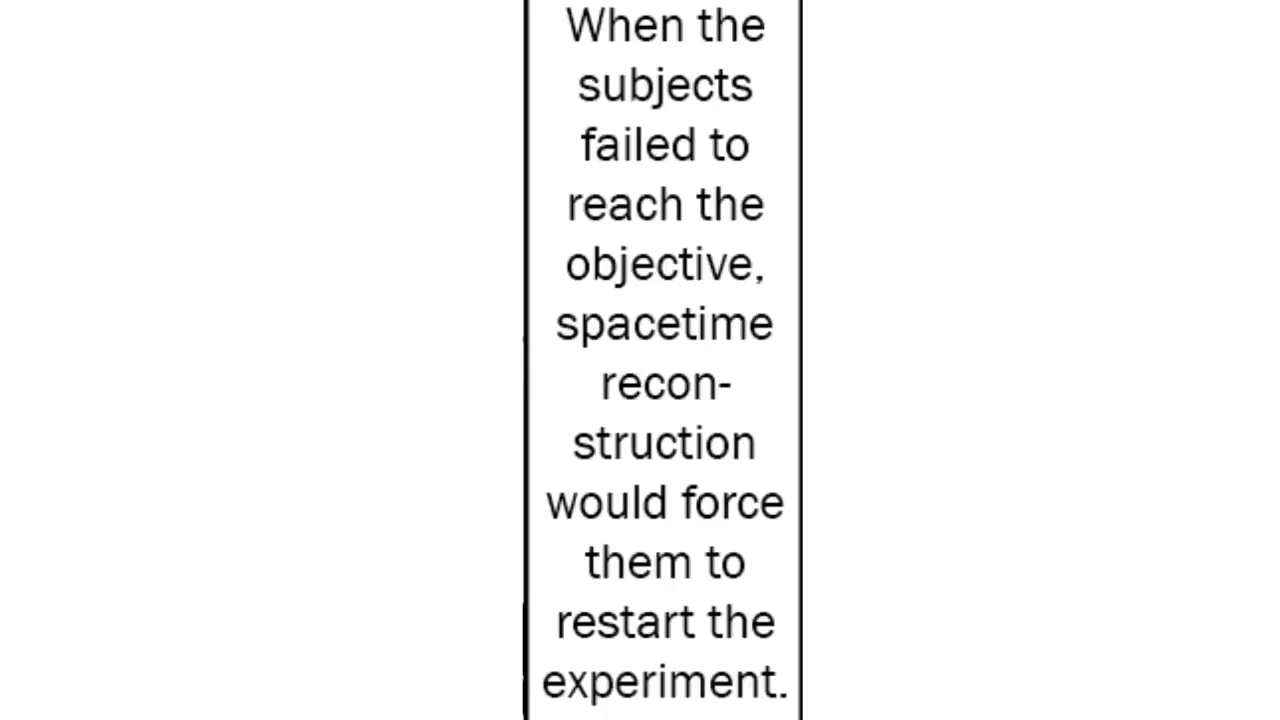 When the
subjects
failed to
reach the
objective,
spacetime
recon-
struction
would force
them to
restart the
experiment.